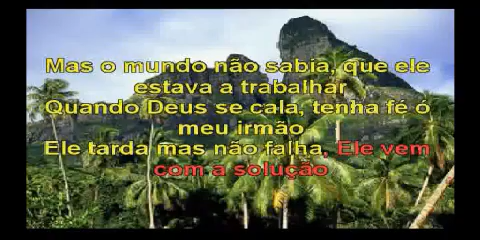 Mas o mundo não sabia, que ele
estava a trabalhar
Quando Deus se cala, tenha fé ó
meu irmão
Ele tarda mas não falha, Ele vem
com a solução